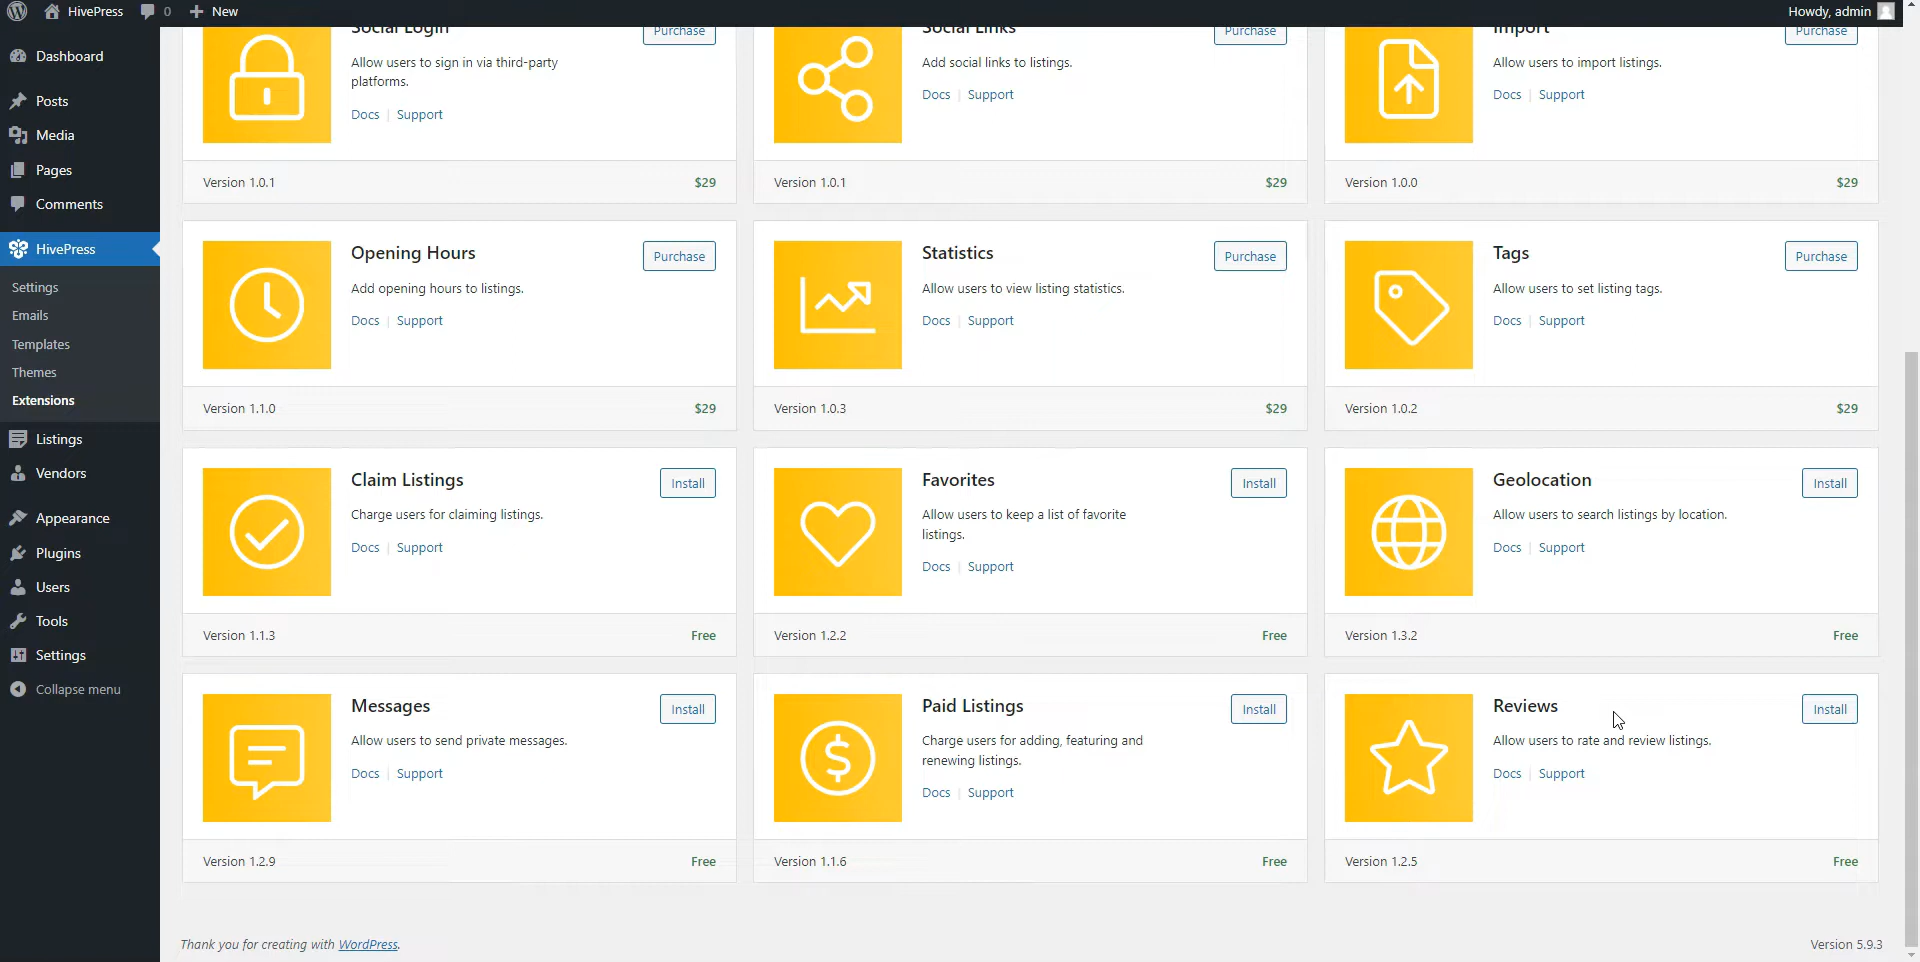 HivePress
0
New
Howdy, admin
Dashboard
Posts
Media
Pages
Comments
HivePress
Settings
Emails
Templates
Themes
Extensions
Listings
Vendors
Appearance
Plugins
Users
Tools
Settings
Collapse menu
Social Login
Purchase
Allow users to sign in via third-party
platforms.
Docs | Support
Version 1.0.1
$29
Social Links
Purchase
Add social links to listings.
Docs | Support
Version 1.0.1
$29
Import
Purchase
Allow users to import listings.
Docs | Support
Version 1.0.0
$29
Opening Hours
Purchase
Add opening hours to listings.
Docs | Support
Version 1.1.0
$29
Statistics
Purchase
Allow users to view listing statistics.
Docs | Support
Version 1.0.3
$29
Tags
Purchase
Allow users to set listing tags.
Docs | Support
Version 1.0.2
$29
Claim Listings
Install
Charge users for claiming listings.
Docs | Support
Version 1.1.3
Free
Favorites
Install
Allow users to keep a list of favorite
listings.
Docs | Support
Version 1.2.2
Free
Geolocation
Install
Allow users to search listings by location.
Docs | Support
Version 1.3.2
Free
Messages
Install
Allow users to send private messages.
Docs | Support
Version 1.2.9
Free
Paid Listings
Install
Charge users for adding, featuring and
renewing listings.
Docs | Support
Version 1.1.6
Free
Reviews
Install
Allow users to rate and review listings.
Docs | Support
Version 1.2.5
Free
Thank you for creating with WordPress.
Version 5.9.3